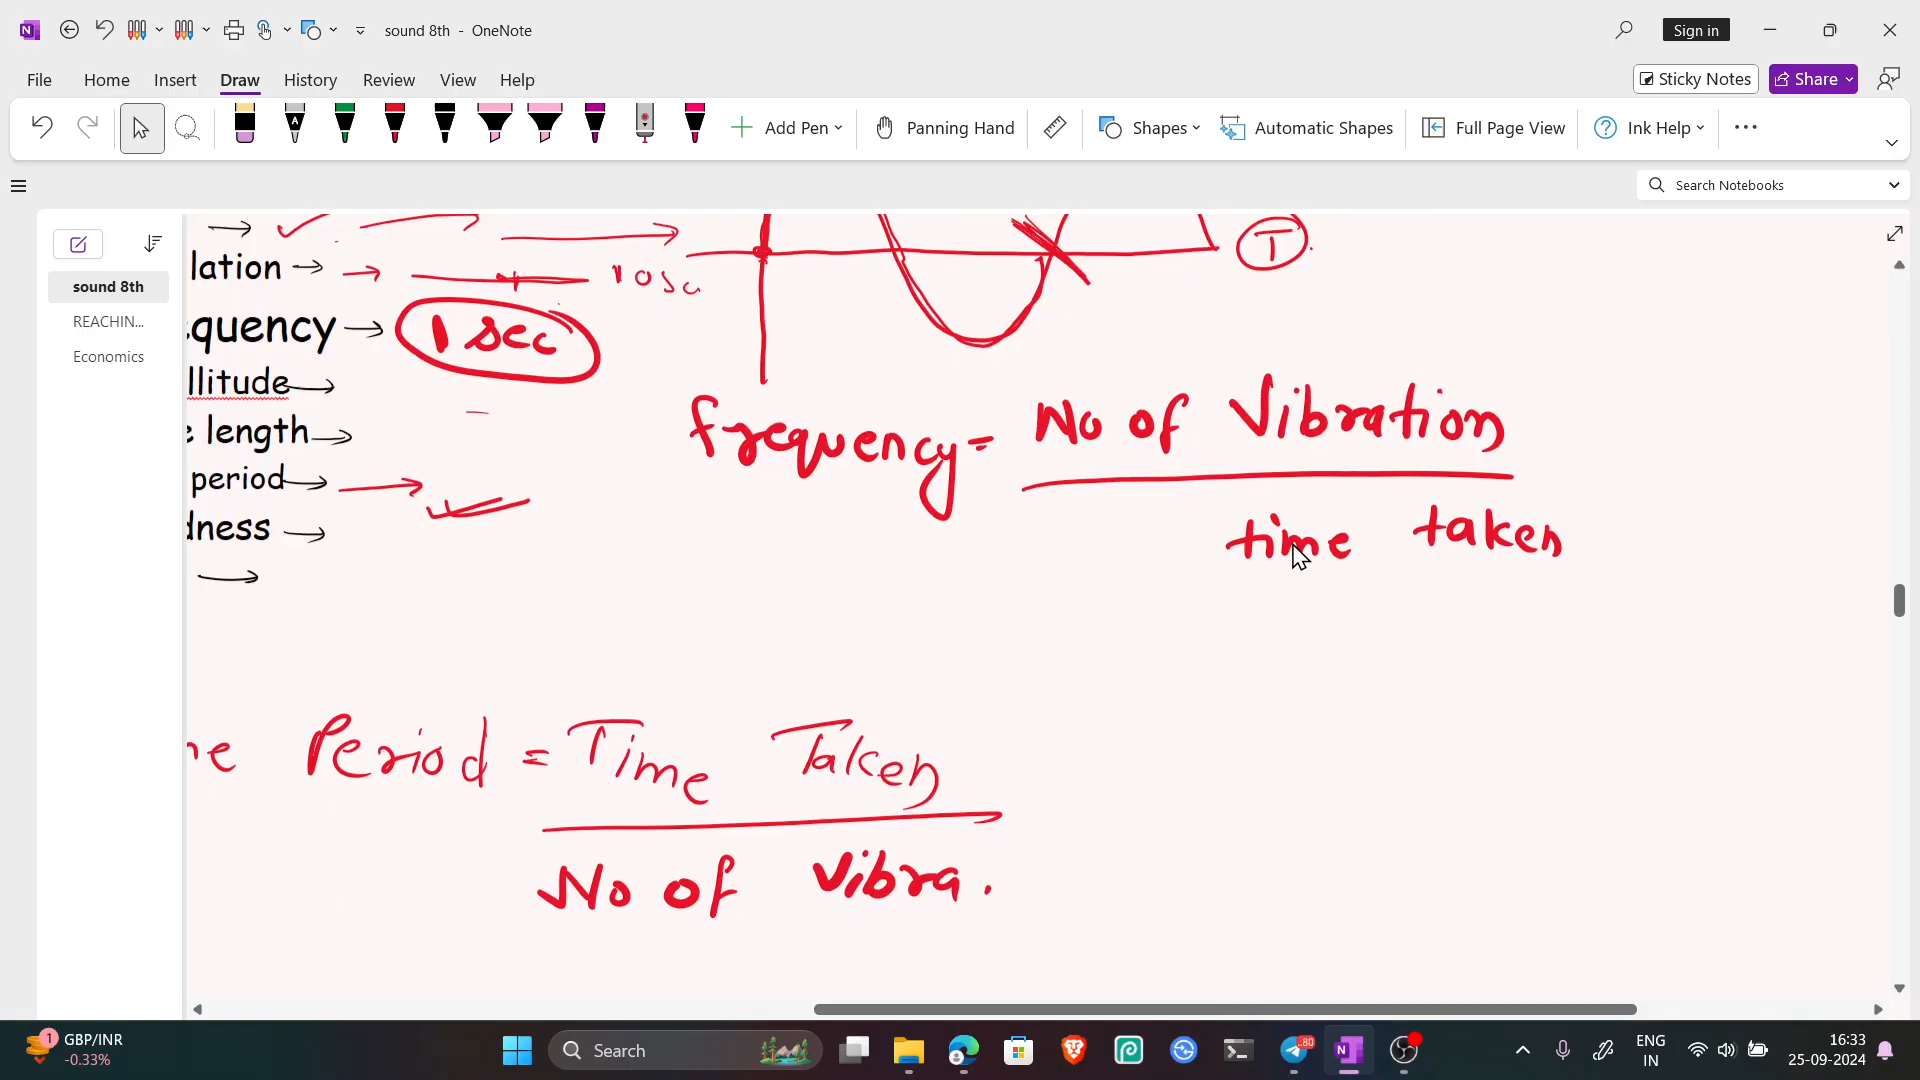 sound 8th - OneNote
Sign in
File Home Insert Draw History Review View Help
Sticky Notes
Share
Add Pen
Panning Hand
Shapes
Automatic Shapes
Full Page View
Ink Help
Search Notebooks
sound 8th
REACHIN...
Economics
lation
quency
1 sec
llitude
e length
period
dness
T
frequency = No of Vibration
time taken
Period = Time Taken
No of Vibra.
GBP/INR
-0.33%
1
Search
80
ENG
IN
16:33
25-09-2024